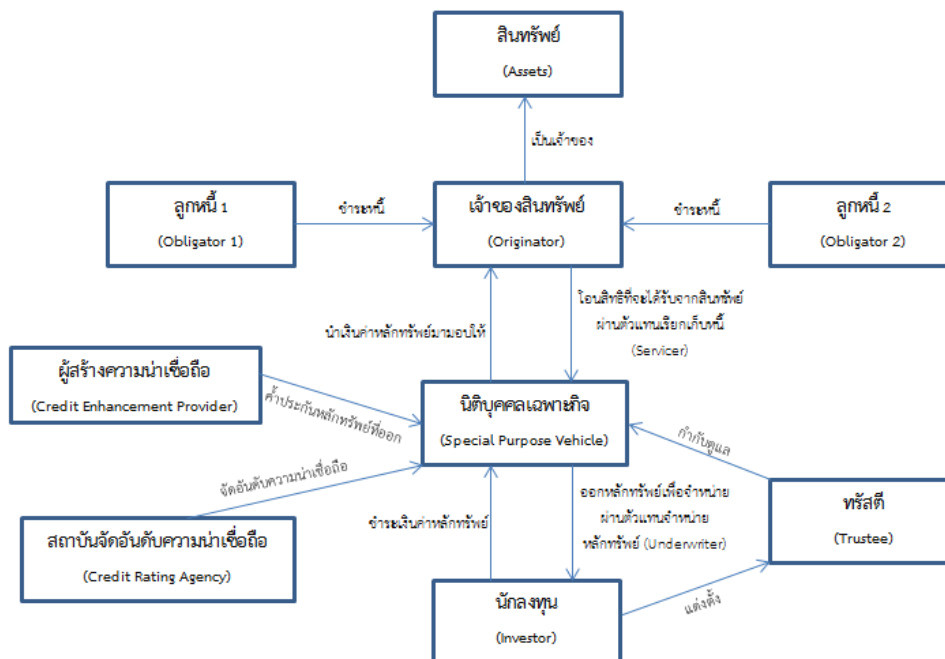 สินทรัพย์
(Assets)
เป็นเจ้าของ
ลูกหนี้ 1
(Obligator 1)
ชำระหนี้
เจ้าของสินทรัพย์
(Originator)
ชำระหนี้
ลูกหนี้ 2
(Obligator 2)
นำเงินค่าหลักทรัพย์มามอบให้
โอนสิทธิที่จะได้รับจากสินทรัพย์
ผ่านตัวแทนเรียกเก็บหนี้
(Servicer)
ผู้สร้างความน่าเชื่อถือ
(Credit Enhancement Provider)
ค้ำประกันหลักทรัพย์ที่ออก
นิติบุคคลเฉพาะกิจ
(Special Purpose Vehicle)
กำกับดูแล
จัดอันดับความน่าเชื่อถือ
สถาบันจัดอันดับความน่าเชื่อถือ
(Credit Rating Agency)
ชำระเงินค่าหลักทรัพย์
ออกหลักทรัพย์เพื่อจำหน่าย
ผ่านตัวแทนจำหน่าย
หลักทรัพย์ (Underwriter)
ทรัสตี
(Trustee)
แต่งตั้ง
นักลงทุน
(Investor)